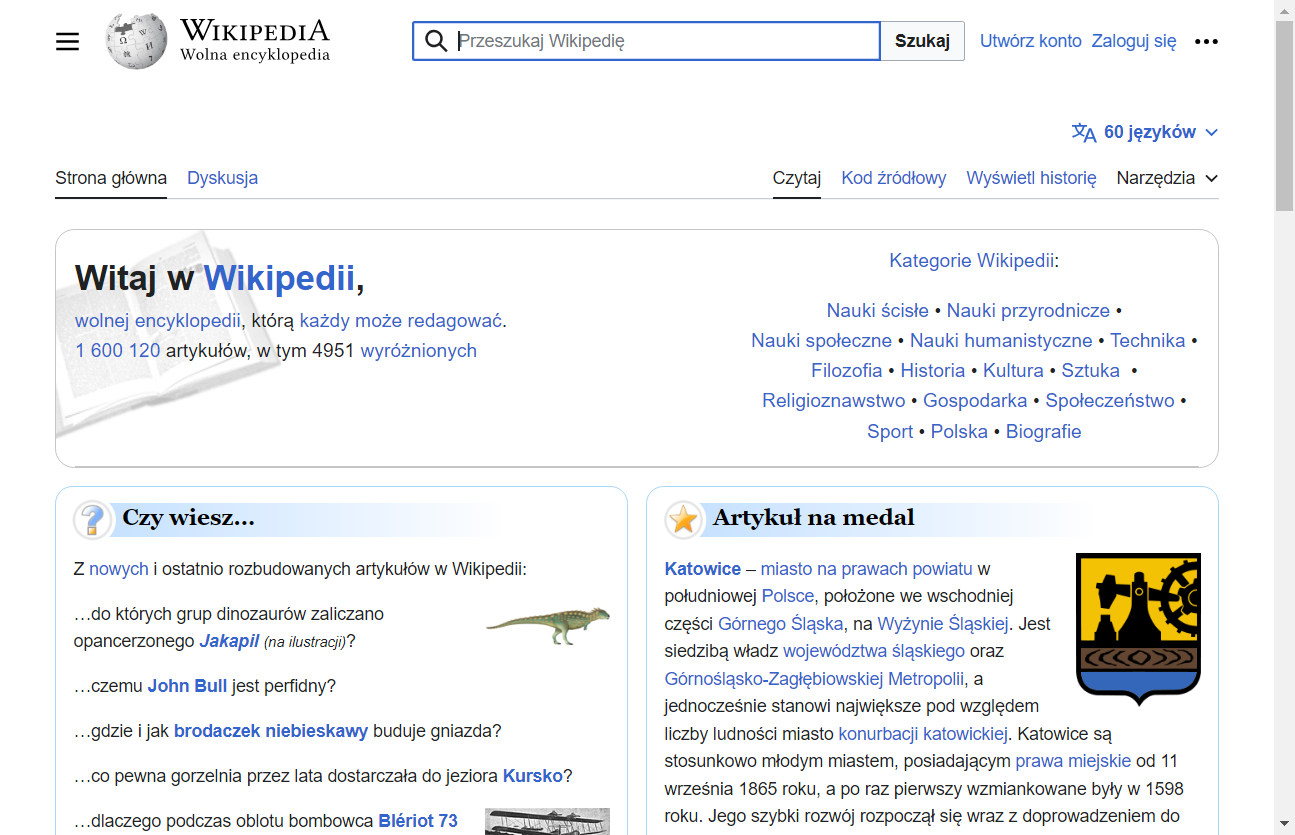 WIKIPEDIA
Wolna encyklopedia
Przeszukaj Wikipedię
Szukaj
Utwórz konto Zaloguj się
60 języków
Strona główna Dyskusja
Czytaj Kod źródłowy Wyświetl historię Narzędzia
Witaj w Wikipedii,
wolnej encyklopedii, którą każdy może redagować.
1 600 120 artykułów, w tym 4951 wyróżnionych
Kategorie Wikipedii:
Nauki ścisłe • Nauki przyrodnicze •
Nauki społeczne • Nauki humanistyczne • Technika •
Filozofia • Historia • Kultura • Sztuka •
Religioznawstwo • Gospodarka • Społeczeństwo •
Sport • Polska • Biografie
Czy wiesz...
Z nowych i ostatnio rozbudowanych artykułów w Wikipedii:
…do których grup dinozaurów zaliczano
opancerzonego Jakapil (na ilustracji)?
…czemu John Bull jest perfidny?
…gdzie i jak brodaczek niebieskawy buduje gniazda?
…co pewna gorzelnia przez lata dostarczała do jeziora Kursko?
…dlaczego podczas oblotu bombowca Blériot 73
Artykuł na medal
Katowice – miasto na prawach powiatu w
południowej Polsce, położone we wschodniej
części Górnego Śląska, na Wyżynie Śląskiej. Jest
siedzibą władz województwa śląskiego oraz
Górnośląsko-Zagłębiowskiej Metropolii, a
jednocześnie stanowi największe pod względem
liczby ludności miasto konurbacji katowickiej. Katowice są
stosunkowo młodym miastem, posiadającym prawa miejskie od 11
września 1865 roku, a po raz pierwszy wzmiankowane były w 1598
roku. Jego szybki rozwój rozpoczął się wraz z doprowadzeniem do